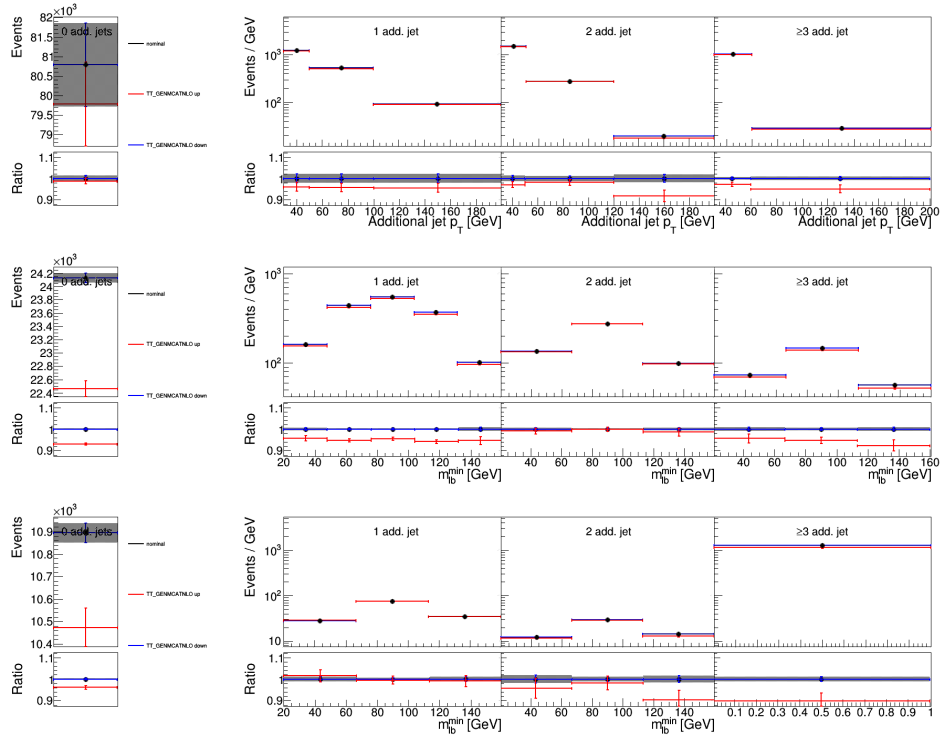 ×10³
Events
82
81
80
79
0 add. jets
nominal
TT_GENMCATNLO up
TT_GENMCATNLO down
Ratio
1.1
1
0.9
Events / GeV
10³
10²
1 add. jet
2 add. jet
≥3 add. jet
Ratio
1.1
1
0.9
40 60 80 100 120 140 160 180
40 60 80 100 120 140 160 180
40 60 80 100 120 140 160 180 200
Additional jet p_T [GeV]
Additional jet p_T [GeV]
Additional jet p_T [GeV]
×10³
Events
24.2
24
23.8
23.6
23.4
23.2
23
22.8
22.6
22.4
0 add. jets
nominal
TT_GENMCATNLO up
TT_GENMCATNLO down
Ratio
1.1
1
0.9
Events / GeV
10³
10²
1 add. jet
2 add. jet
≥3 add. jet
Ratio
1.1
1
0.9
20 40 60 80 100 120 140
40 60 80 100 120 140
40 60 80 100 120 140 160
m_lb^min [GeV]
m_lb^min [GeV]
m_lb^min [GeV]
×10³
Events
10.9
10.8
10.7
10.6
10.5
10.4
0 add. jets
nominal
TT_GENMCATNLO up
TT_GENMCATNLO down
Ratio
1.1
1
0.9
Events / GeV
10³
10²
10
1 add. jet
2 add. jet
≥3 add. jet
Ratio
1.1
1
0.9
20 40 60 80 100 120 140
40 60 80 100 120 140
0.1 0.2 0.3 0.4 0.5 0.6 0.7 0.8 0.9 1
m_lb^min [GeV]
m_lb^min [GeV]